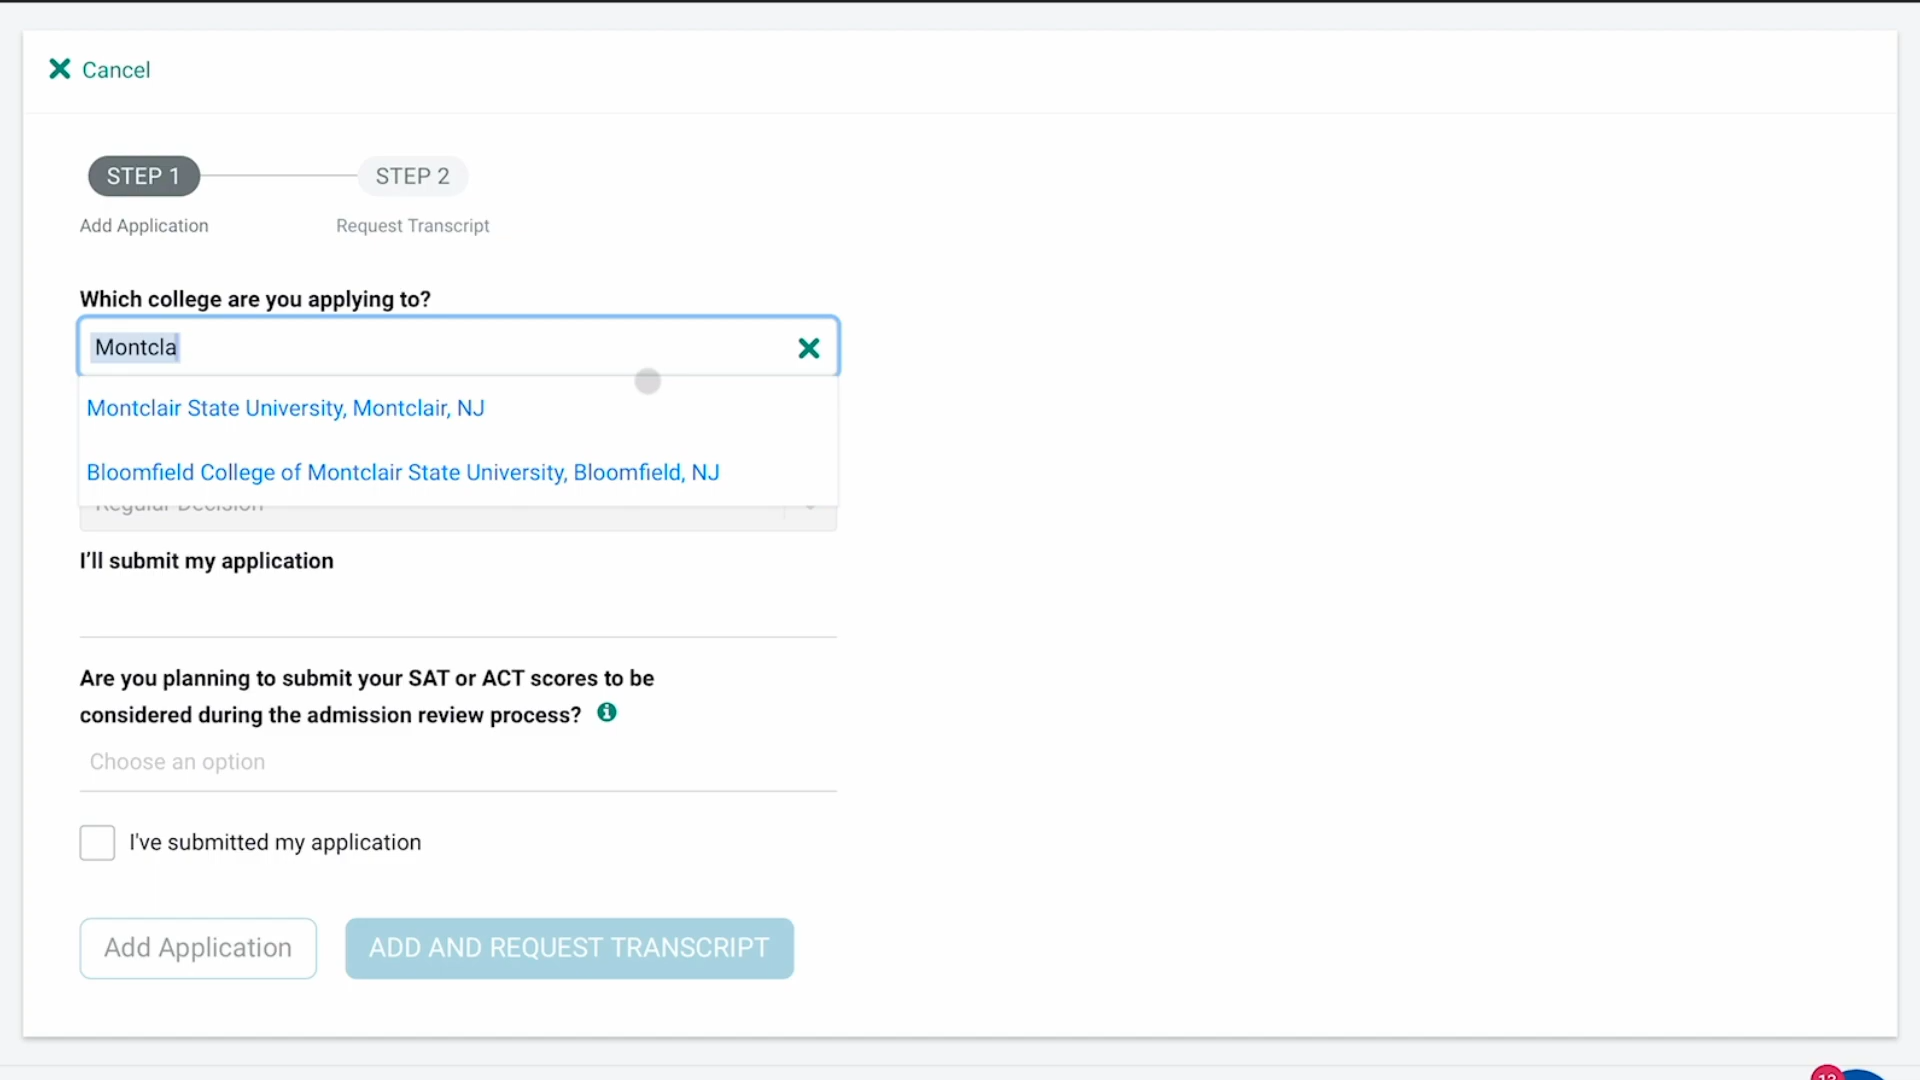 Cancel
STEP 1
STEP 2
Add Application
Request Transcript
Which college are you applying to?
Montcla
Montclair State University, Montclair, NJ
Bloomfield College of Montclair State University, Bloomfield, NJ
Regular Decision
I’ll submit my application
Are you planning to submit your SAT or ACT scores to be
considered during the admission review process?
Choose an option
I've submitted my application
Add Application
ADD AND REQUEST TRANSCRIPT